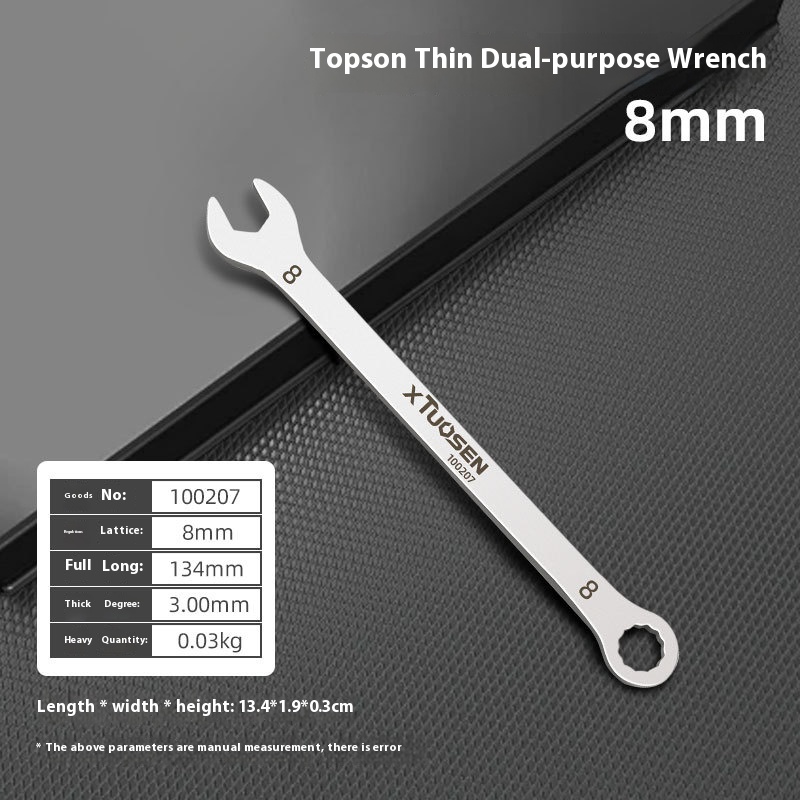 Topson Thin Dual-purpose Wrench
8mm
8
xTUOSEN
100207
8
Goods No: 100207
Regulations Lattice: 8mm
Full Long: 134mm
Thick Degree: 3.00mm
Heavy Quantity: 0.03kg
Length * width * height: 13.4*1.9*0.3cm
* The above parameters are manual measurement, there is error